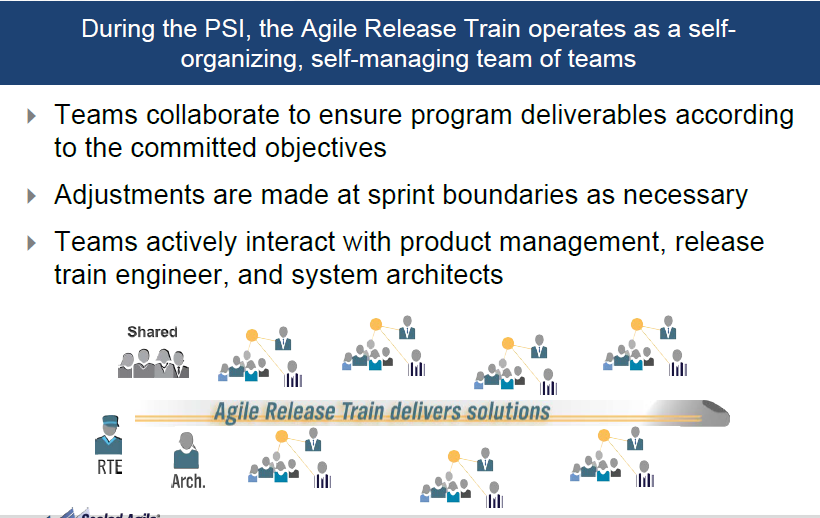 During the PSI, the Agile Release Train operates as a self-
organizing, self-managing team of teams
Teams collaborate to ensure program deliverables according
to the committed objectives
Adjustments are made at sprint boundaries as necessary
Teams actively interact with product management, release
train engineer, and system architects
Shared
Agile Release Train delivers solutions
RTE
Arch.